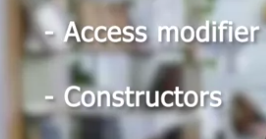 - Access modifier
- Constructors